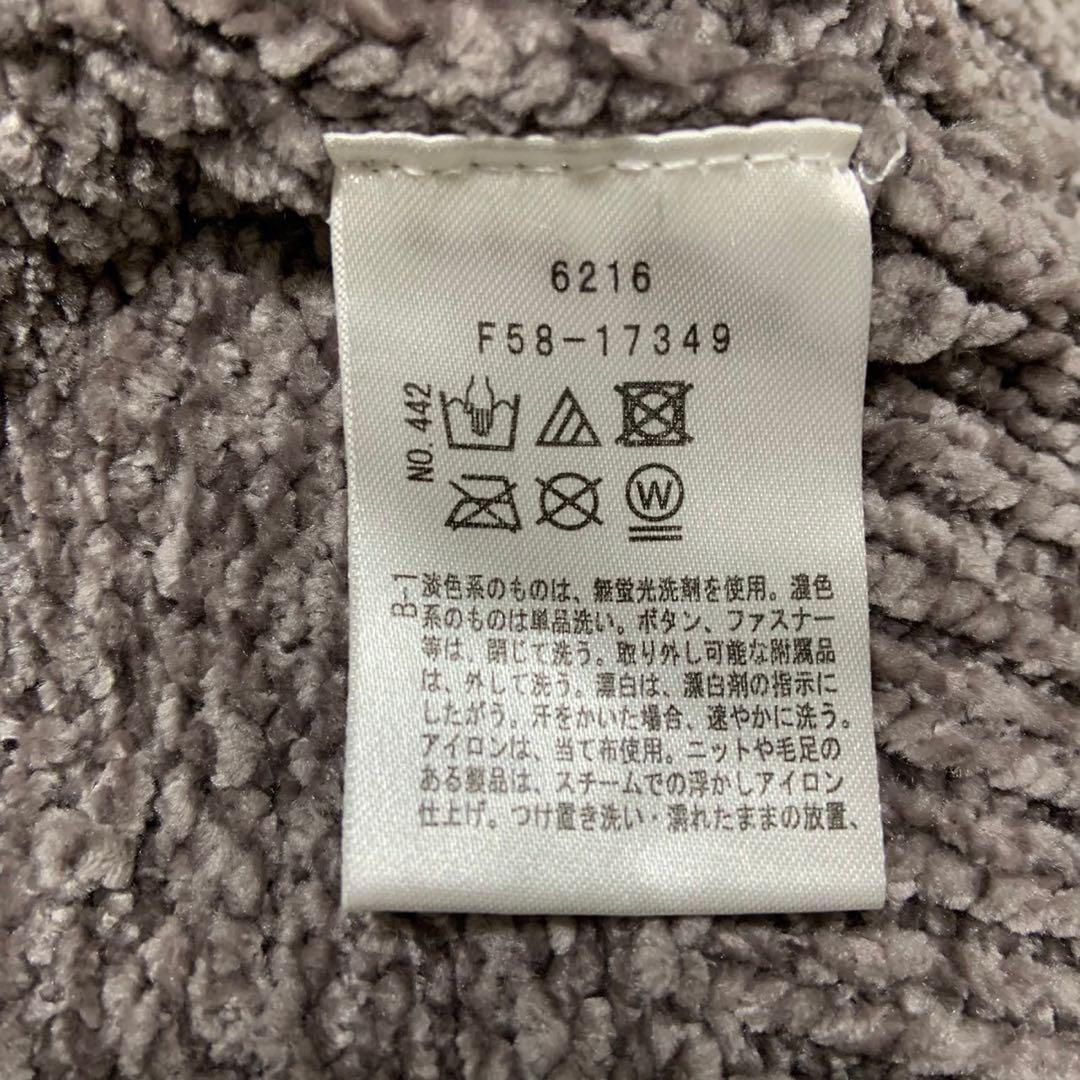 6216
F58-17349
NO.442
W
B-1
淡色系のものは、無蛍光洗剤を使用。濃色
系のものは単品洗い。ボタン、ファスナー
等は、閉じて洗う。取り外し可能な附属品
は、外して洗う。漂白は、漂白剤の指示に
したがう。汗をかいた場合、速やかに洗う。
アイロンは、当て布使用。ニットや毛足の
ある製品は、スチームでの浮かしアイロン
仕上げ。つけ置き洗い・濡れたままの放置、